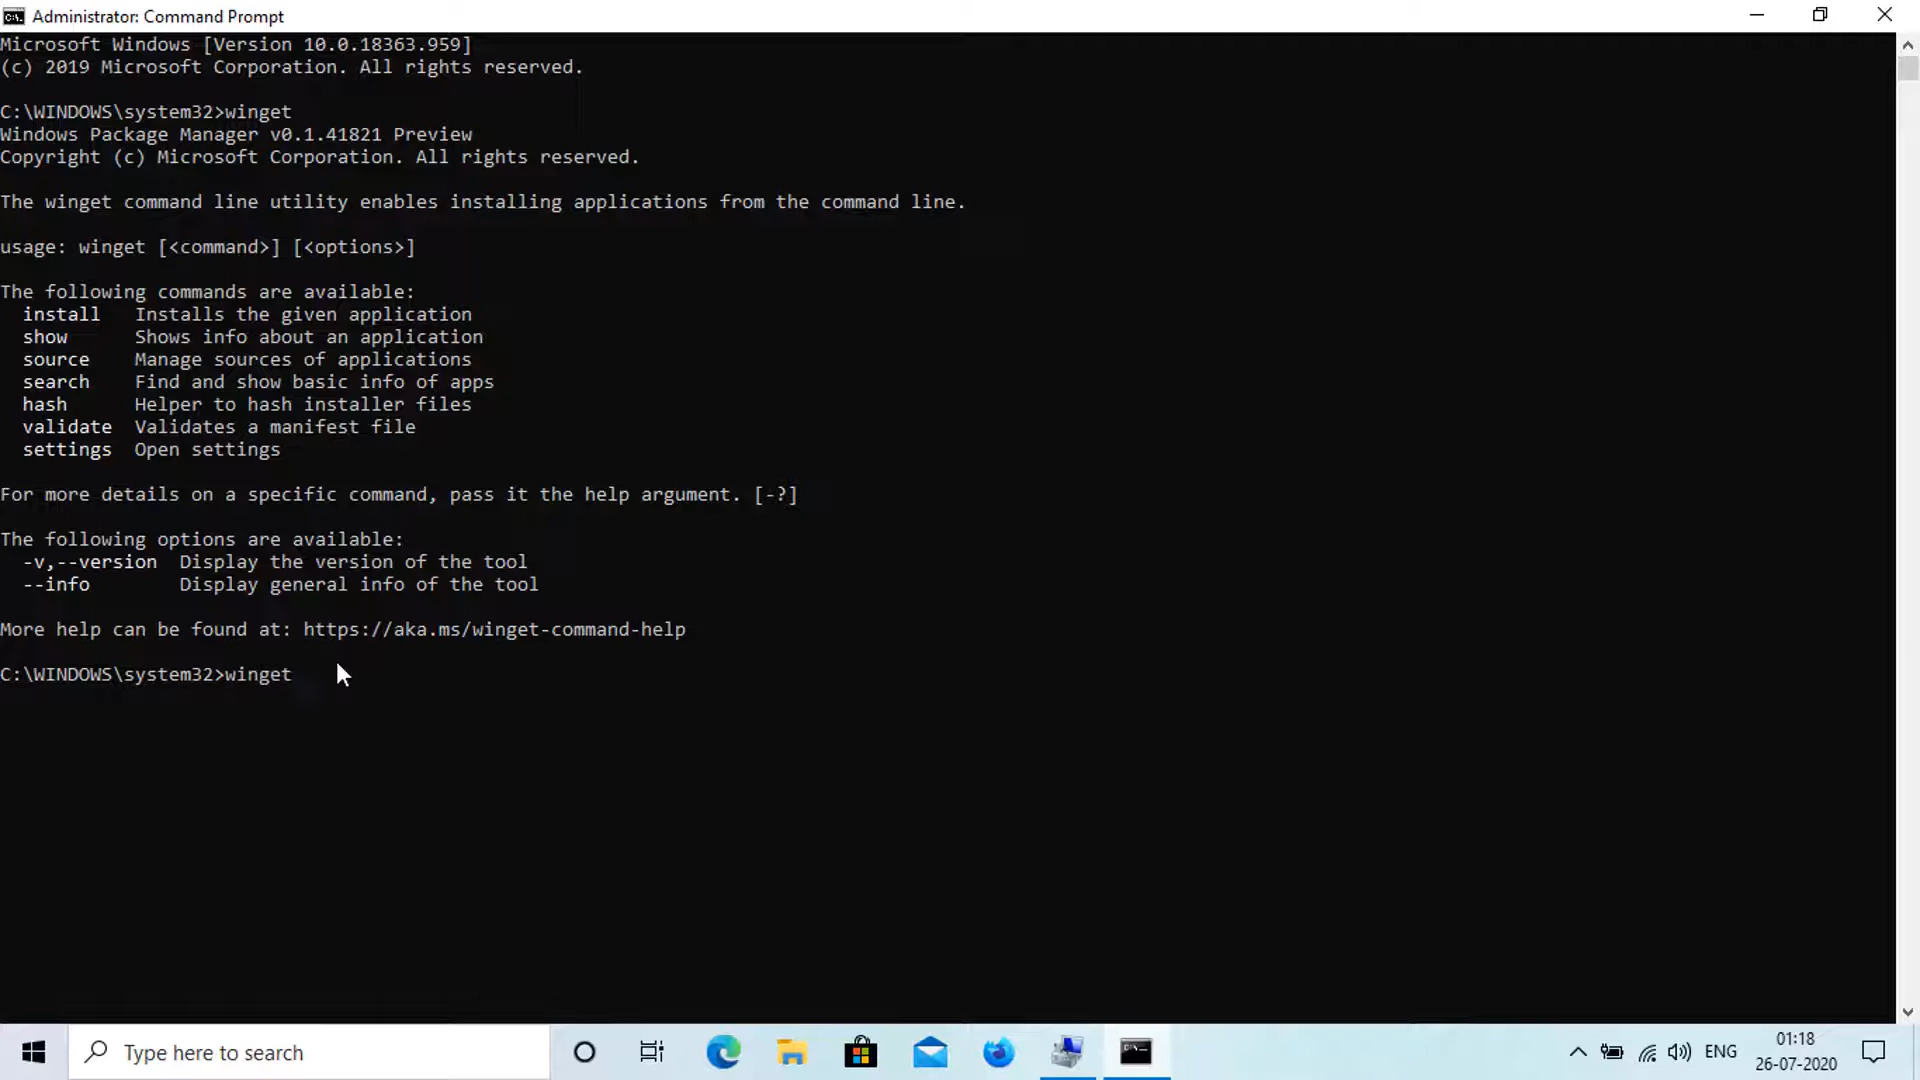 Administrator: Command Prompt
Microsoft Windows [Version 10.0.18363.959]
(c) 2019 Microsoft Corporation. All rights reserved.
C:\WINDOWS\system32>winget
Windows Package Manager v0.1.41821 Preview
Copyright (c) Microsoft Corporation. All rights reserved.
The winget command line utility enables installing applications from the command line.
usage: winget [<command>] [<options>]
The following commands are available:
install Installs the given application
show Shows info about an application
source Manage sources of applications
search Find and show basic info of apps
hash Helper to hash installer files
validate Validates a manifest file
settings Open settings
For more details on a specific command, pass it the help argument. [-?]
The following options are available:
-v,--version Display the version of the tool
--info Display general info of the tool
More help can be found at: https://aka.ms/winget-command-help
C:\WINDOWS\system32>winget
Type here to search
ENG
01:18
26-07-2020